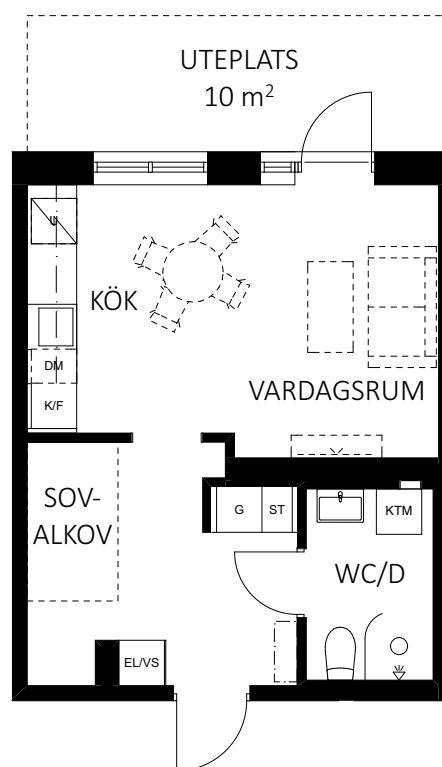 UTEPLATS
10 m²
KÖK
DM
K/F
VARDAGSRUM
SOV-
ALKOV
G
ST
KTM
WC/D
EL/VS